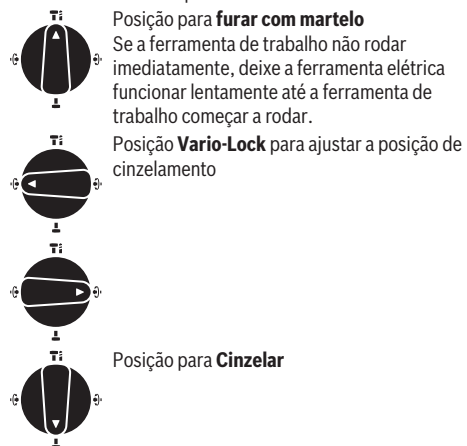 Posição para furar com martelo
Se a ferramenta de trabalho não rodar
imediatamente, deixe a ferramenta elétrica
funcionar lentamente até a ferramenta de
trabalho começar a rodar.
Posição Vario-Lock para ajustar a posição de
cinzelamento
Posição para Cinzelar